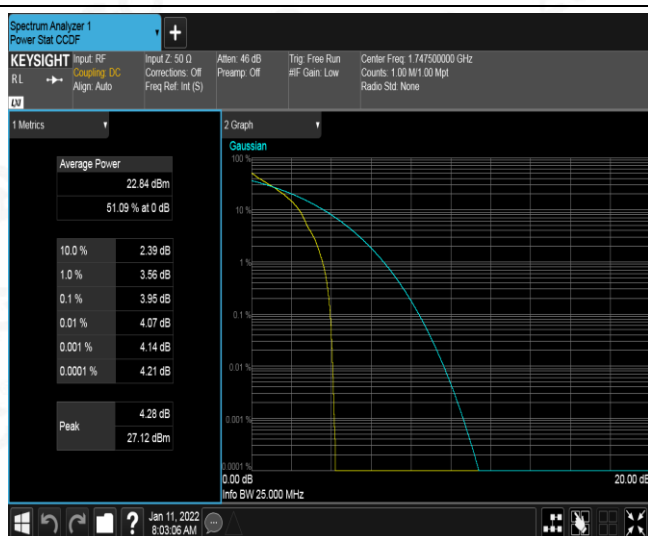 Spectrum Analyzer 1
Power Stat CCDF
+
KEYSIGHT Input: RF Input Z: 50 Ω Atten: 46 dB Trig: Free Run Center Freq: 1.747500000 GHz
RL Coupling: DC Corrections: Off Preamp: Off #IF Gain: Low Counts: 1.00 M/1.00 Mpt
Align: Auto Freq Ref: Int (S) Radio Std: None
LXI
1 Metrics
Average Power
22.84 dBm
51.09 % at 0 dB
10.0 % 2.39 dB
1.0 % 3.56 dB
0.1 % 3.95 dB
0.01 % 4.07 dB
0.001 % 4.14 dB
0.0001 % 4.21 dB
Peak 4.28 dB
27.12 dBm
2 Graph
Gaussian
100 %
10 %
1 %
0.1 %
0.01 %
0.001 %
0.0001 %
0.00 dB 20.00 dB
Info BW 25.000 MHz
? Jan 11, 2022
8:03:06 AM